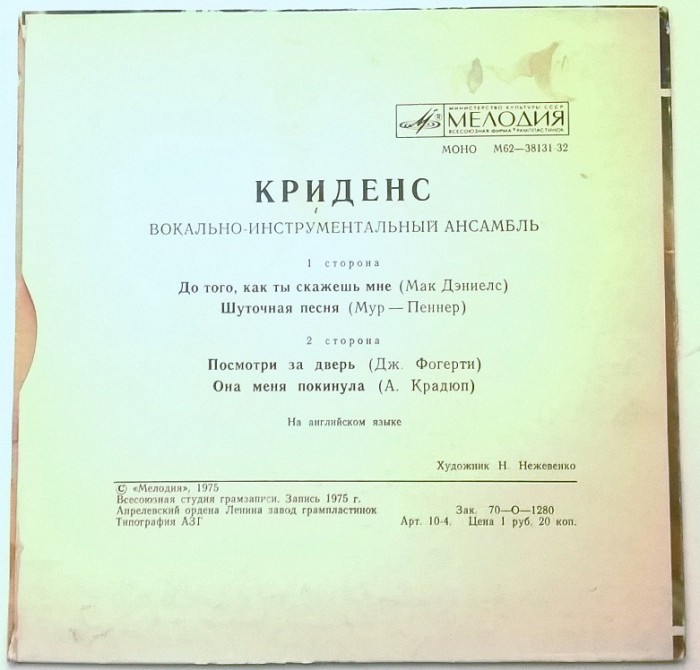 МИНИСТЕРСТВО КУЛЬТУРЫ СССР
МЕЛОДИЯ
ВСЕСОЮЗНАЯ ФИРМА ГРАМПЛАСТИНОК
МОНО М62—38131-32
КРИДЕНС
ВОКАЛЬНО-ИНСТРУМЕНТАЛЬНЫЙ АНСАМБЛЬ
1 сторона
До того, как ты скажешь мне (Мак Дэниелс)
Шуточная песня (Мур — Пеннер)
2 сторона
Посмотри за дверь (Дж. Фогерти)
Она меня покинула (А. Крадюп)
На английском языке
Художник Н. Нежевенко
© «Мелодия», 1975
Всесоюзная студия грамзаписи. Запись 1975 г.
Апрелевский ордена Ленина завод грампластинок Зак. 70—О—1280
Типография АЗГ Арт. 10-4. Цена 1 руб. 20 коп.